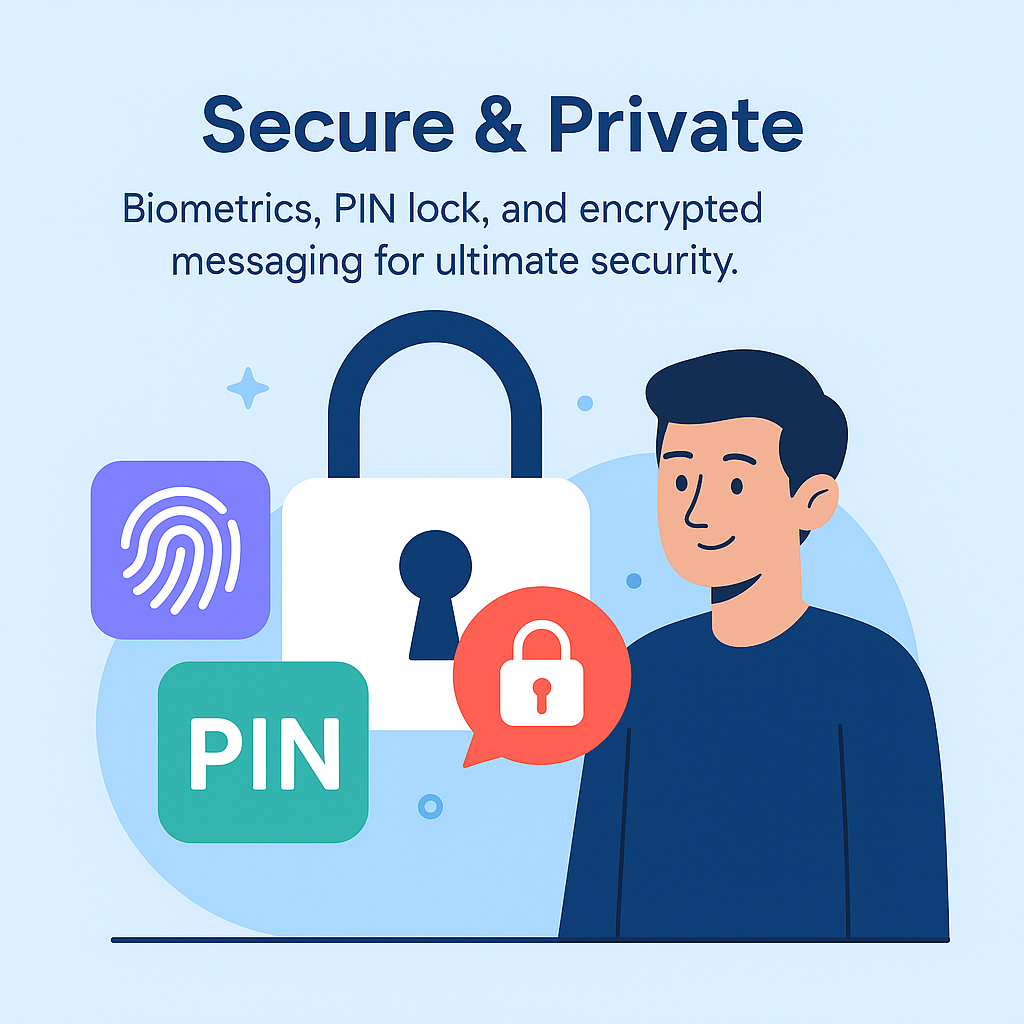 Secure & Private
Biometrics, PIN lock, and encrypted
messaging for ultimate security.
PIN